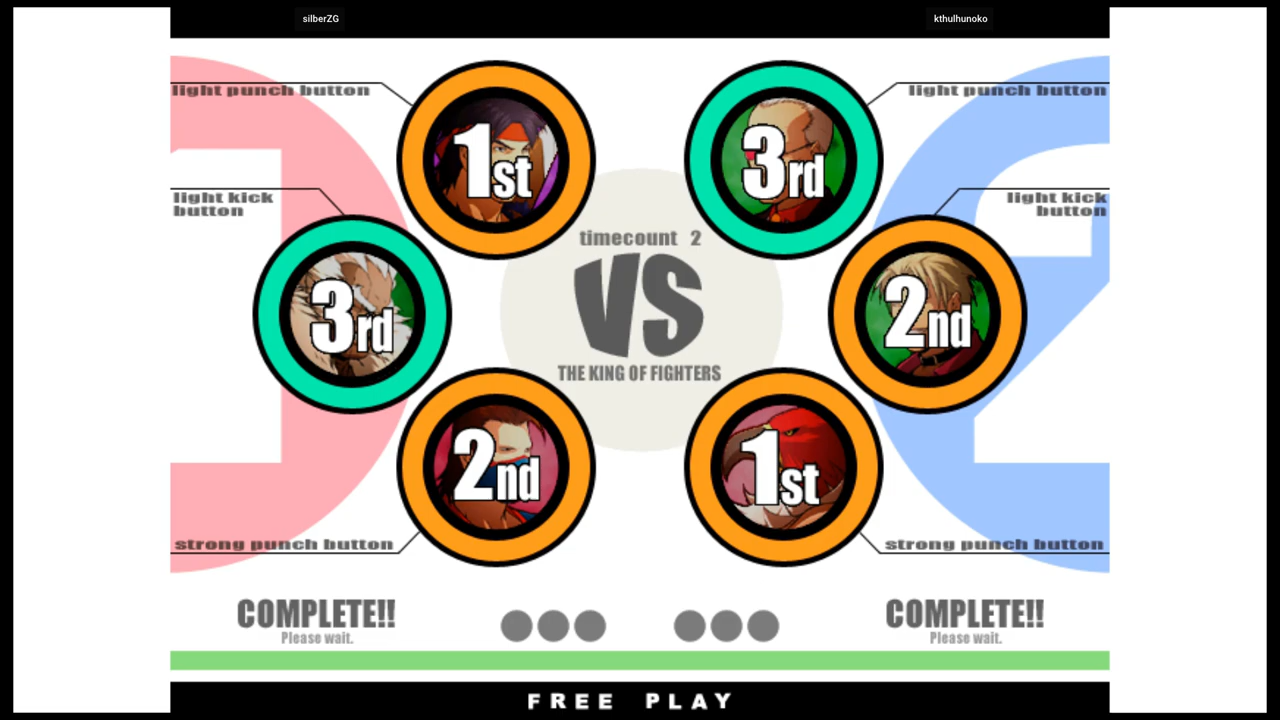 silberZG
kthulhunoko
light punch button
light punch button
1st
3rd
light kick
button
light kick
button
timecount 2
VS
THE KING OF FIGHTERS
3rd
2nd
2nd
1st
strong punch button
strong punch button
COMPLETE!!
Please wait.
COMPLETE!!
Please wait.
FREE PLAY